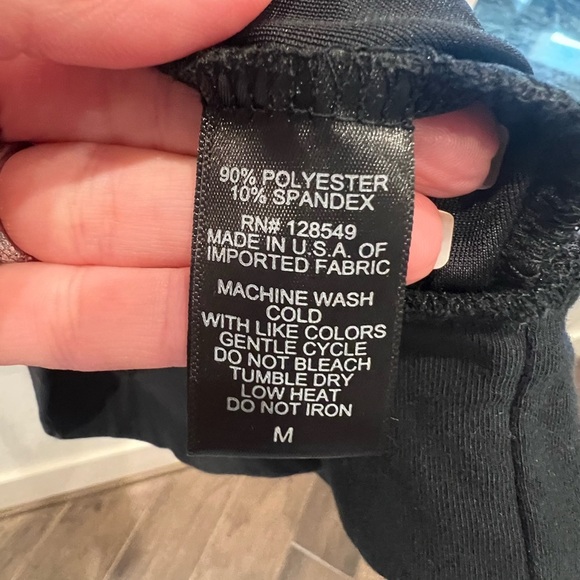 90% POLYESTER
10% SPANDEX
RN# 128549
MADE IN U.S.A. OF
IMPORTED FABRIC
MACHINE WASH
COLD
WITH LIKE COLORS
GENTLE CYCLE
DO NOT BLEACH
TUMBLE DRY
LOW HEAT
DO NOT IRON
M